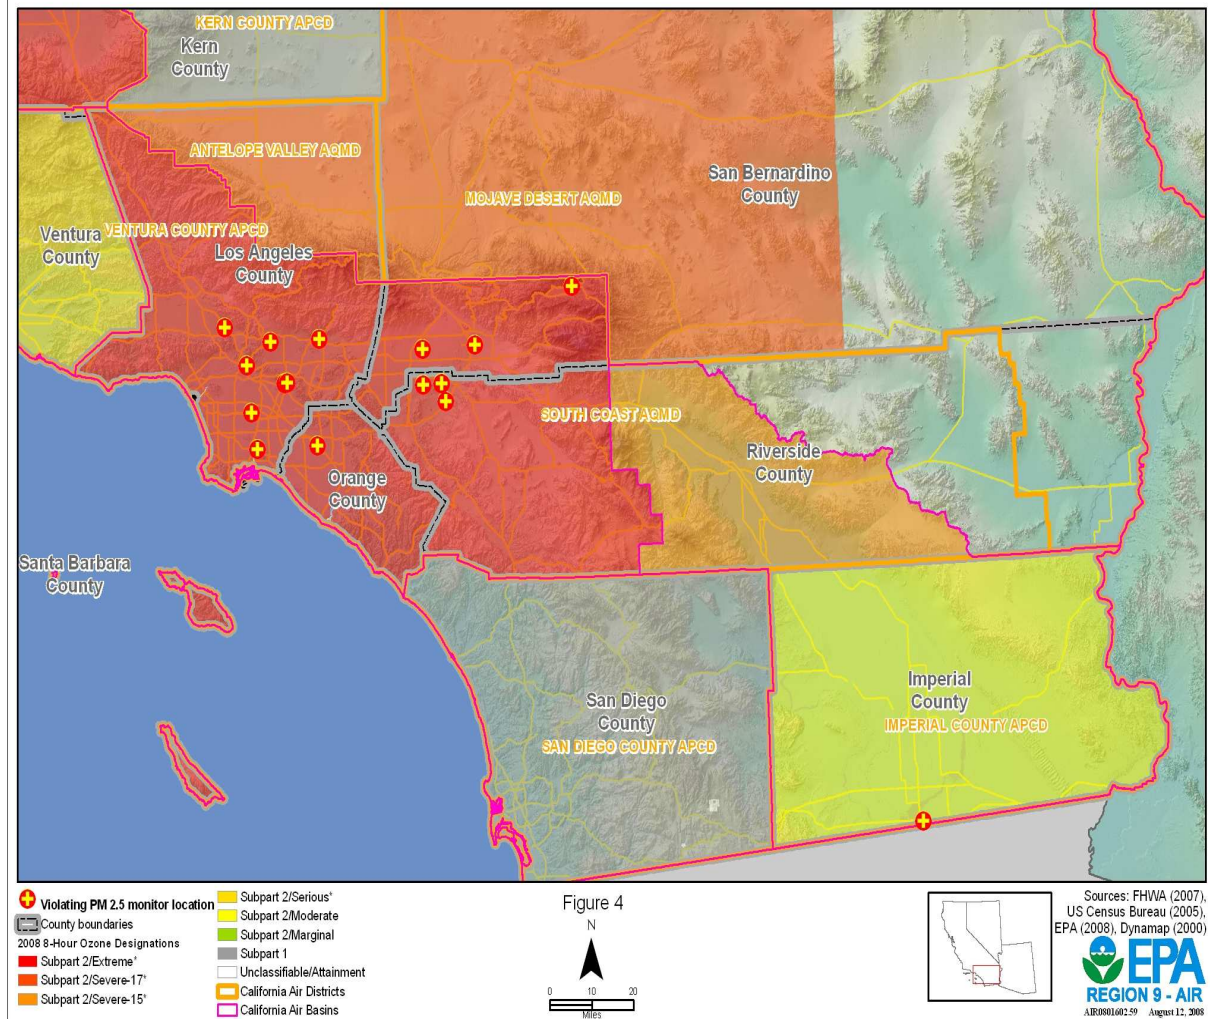 KERN COUNTY APCD
Kern
County
ANTELOPE VALLEY AQMD
San Bernardino
County
MOJAVE DESERT AQMD
Ventura
County
VENTURA COUNTY APCD
Los Angeles
County
SOUTH COAST AQMD
Riverside
County
Orange
County
Santa Barbara
County
Imperial
County
IMPERIAL COUNTY APCD
San Diego
County
SAN DIEGO COUNTY APCD
Violating PM 2.5 monitor location
County boundaries
2008 8-Hour Ozone Designations
Subpart 2/Extreme*
Subpart 2/Severe-17*
Subpart 2/Severe-15*
Subpart 2/Serious*
Subpart 2/Moderate
Subpart 2/Marginal
Subpart 1
Unclassifiable/Attainment
California Air Districts
California Air Basins
Figure 4
N
0 10 20
Miles
Sources: FHWA (2007),
US Census Bureau (2005),
EPA (2008), Dynamap (2000)
EPA
REGION 9 - AIR
AIR0801602.59 August 12, 2008